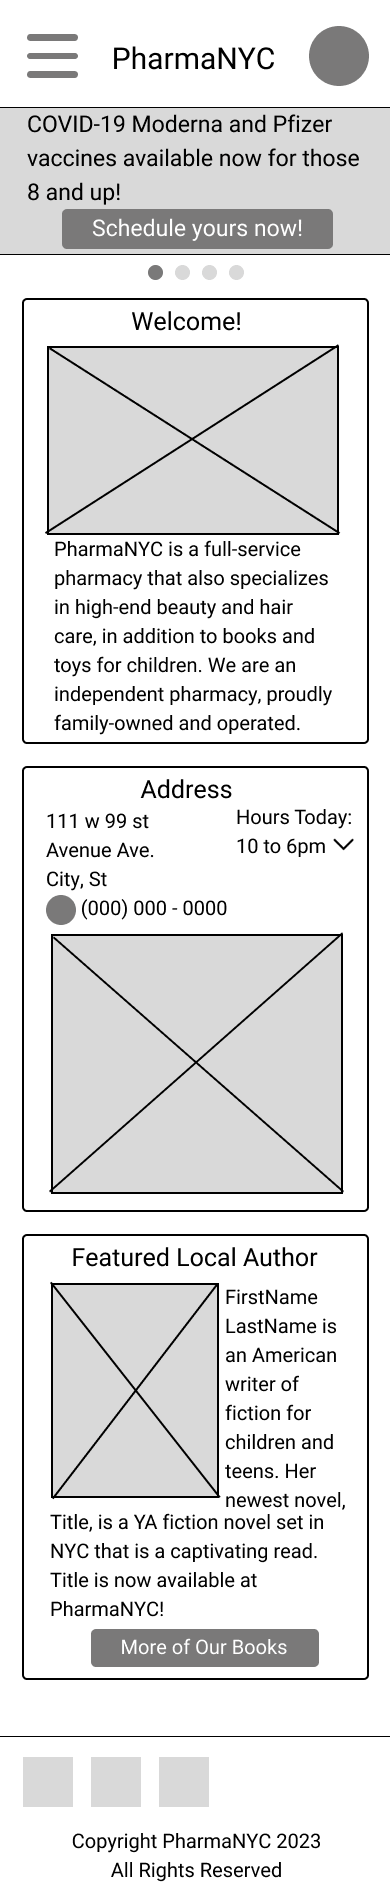 PharmaNYC
COVID-19 Moderna and Pfizer
vaccines available now for those
8 and up!
Schedule yours now!
Welcome!
PharmaNYC is a full-service
pharmacy that also specializes
in high-end beauty and hair
care, in addition to books and
toys for children. We are an
independent pharmacy, proudly
family-owned and operated.
Address
111 w 99 st
Avenue Ave.
City, St
(000) 000 - 0000
Hours Today:
10 to 6pm
Featured Local Author
FirstName
LastName is
an American
writer of
fiction for
children and
teens. Her
newest novel,
Title, is a YA fiction novel set in
NYC that is a captivating read.
Title is now available at
PharmaNYC!
More of Our Books
Copyright PharmaNYC 2023
All Rights Reserved